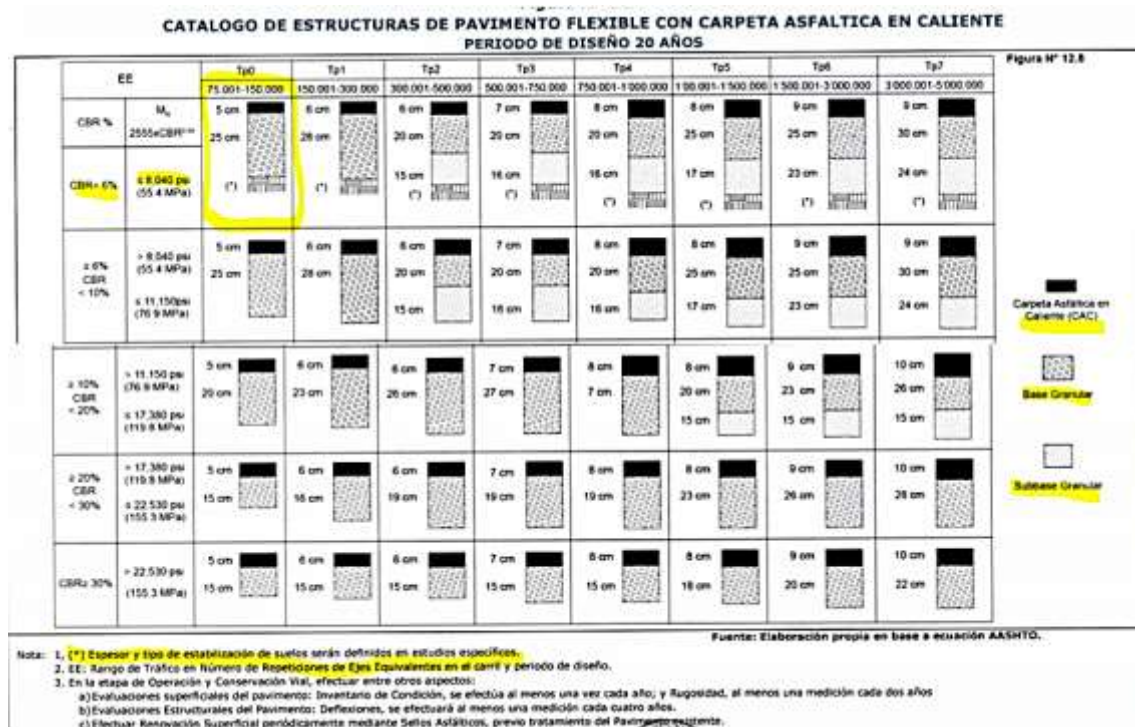 CATALOGO DE ESTRUCTURAS DE PAVIMENTO FLEXIBLE CON CARPETA ASFALTICA EN CALIENTE
PERIODO DE DISEÑO 20 AÑOS
Figura N° 12.8
EE Tp0 Tp1 Tp2 Tp3 Tp4 Tp5 Tp6 Tp7
75.001-150.000 150.001-300.000 300.001-500.000 500.001-750.000 750.001-1'000.000 1'500.000 1'500.001-3'000.000 3'000.001-5'000.000
CBR %
2555xCBR
5 cm 6 cm 6 cm 7 cm 8 cm 8 cm 9 cm 9 cm
25 cm 28 cm 20 cm 20 cm 20 cm 25 cm 25 cm 30 cm
CBR< 6%
≤ 8,040 psi
(55.4 MPa)
15 cm 16 cm 16 cm 17 cm 23 cm 24 cm
(*) (*) (*) (*) (*) (*) (*) (*)
≥ 6%
CBR
< 10%
> 8,040 psi
(55.4 MPa)
≤ 11,150psi
(76.9 MPa)
5 cm 6 cm 6 cm 7 cm 8 cm 8 cm 9 cm 9 cm
25 cm 28 cm 20 cm 20 cm 20 cm 25 cm 25 cm 30 cm
15 cm 16 cm 16 cm 17 cm 23 cm 24 cm
Carpeta Asfáltica en
Caliente (CAC)
≥ 10%
CBR
< 20%
> 11,150 psi
(76.9 MPa)
≤ 17,380 psi
(119.8 MPa)
5 cm 6 cm 6 cm 7 cm 8 cm 8 cm 9 cm 10 cm
20 cm 23 cm 26 cm 27 cm 7 cm 20 cm 23 cm 26 cm
15 cm 15 cm 15 cm
Base Granular
≥ 20%
CBR
< 30%
> 17,380 psi
(119.8 MPa)
≤ 22,530 psi
(155.3 MPa)
5 cm 6 cm 6 cm 7 cm 8 cm 8 cm 9 cm 10 cm
15 cm 16 cm 19 cm 19 cm 19 cm 23 cm 26 cm 28 cm
Subbase Granular
CBR≥ 30%
> 22,530 psi
(155.3 MPa)
5 cm 6 cm 6 cm 7 cm 8 cm 8 cm 9 cm 10 cm
15 cm 15 cm 15 cm 15 cm 15 cm 18 cm 20 cm 22 cm
Fuente: Elaboración propia en base a ecuación AASHTO.
Nota: 1, (*) Espesor y tipo de estabilización de suelos serán definidos en estudios específicos.
2. EE: Rango de Tráfico en Número de Repeticiones de Ejes Equivalentes en el carril y periodo de diseño.
3. En la etapa de Operación y Conservación Vial, efectuar entre otros aspectos:
a)Evaluaciones superficiales del pavimento: Inventario de Condición, se efectúa al menos una vez cada año; y Rugosidad, al menos una medición cada dos años
b)Evaluaciones Estructurales del Pavimento: Deflexiones, se efectuará al menos una medición cada cuatro años.
c)Efectuar Renovación Superficial periódicamente mediante Sellos Asfálticos, previo tratamiento del Pavimento existente.